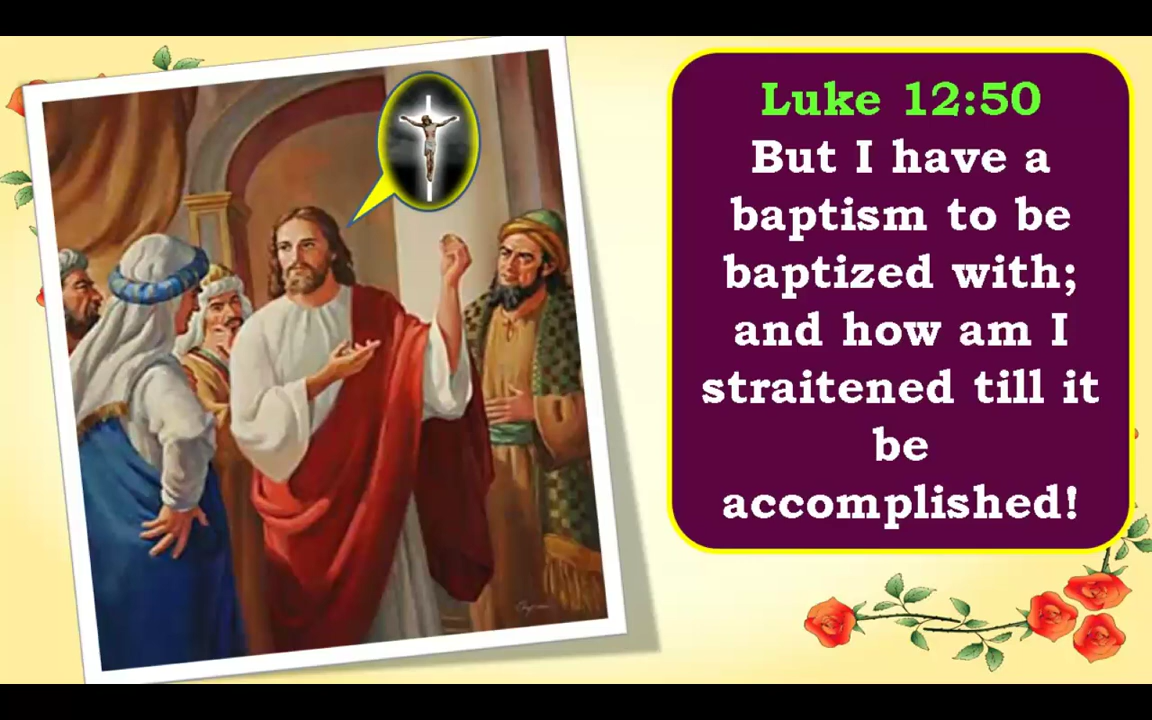 Luke 12:50
But I have a
baptism to be
baptized with;
and how am I
straitened till it
be
accomplished!